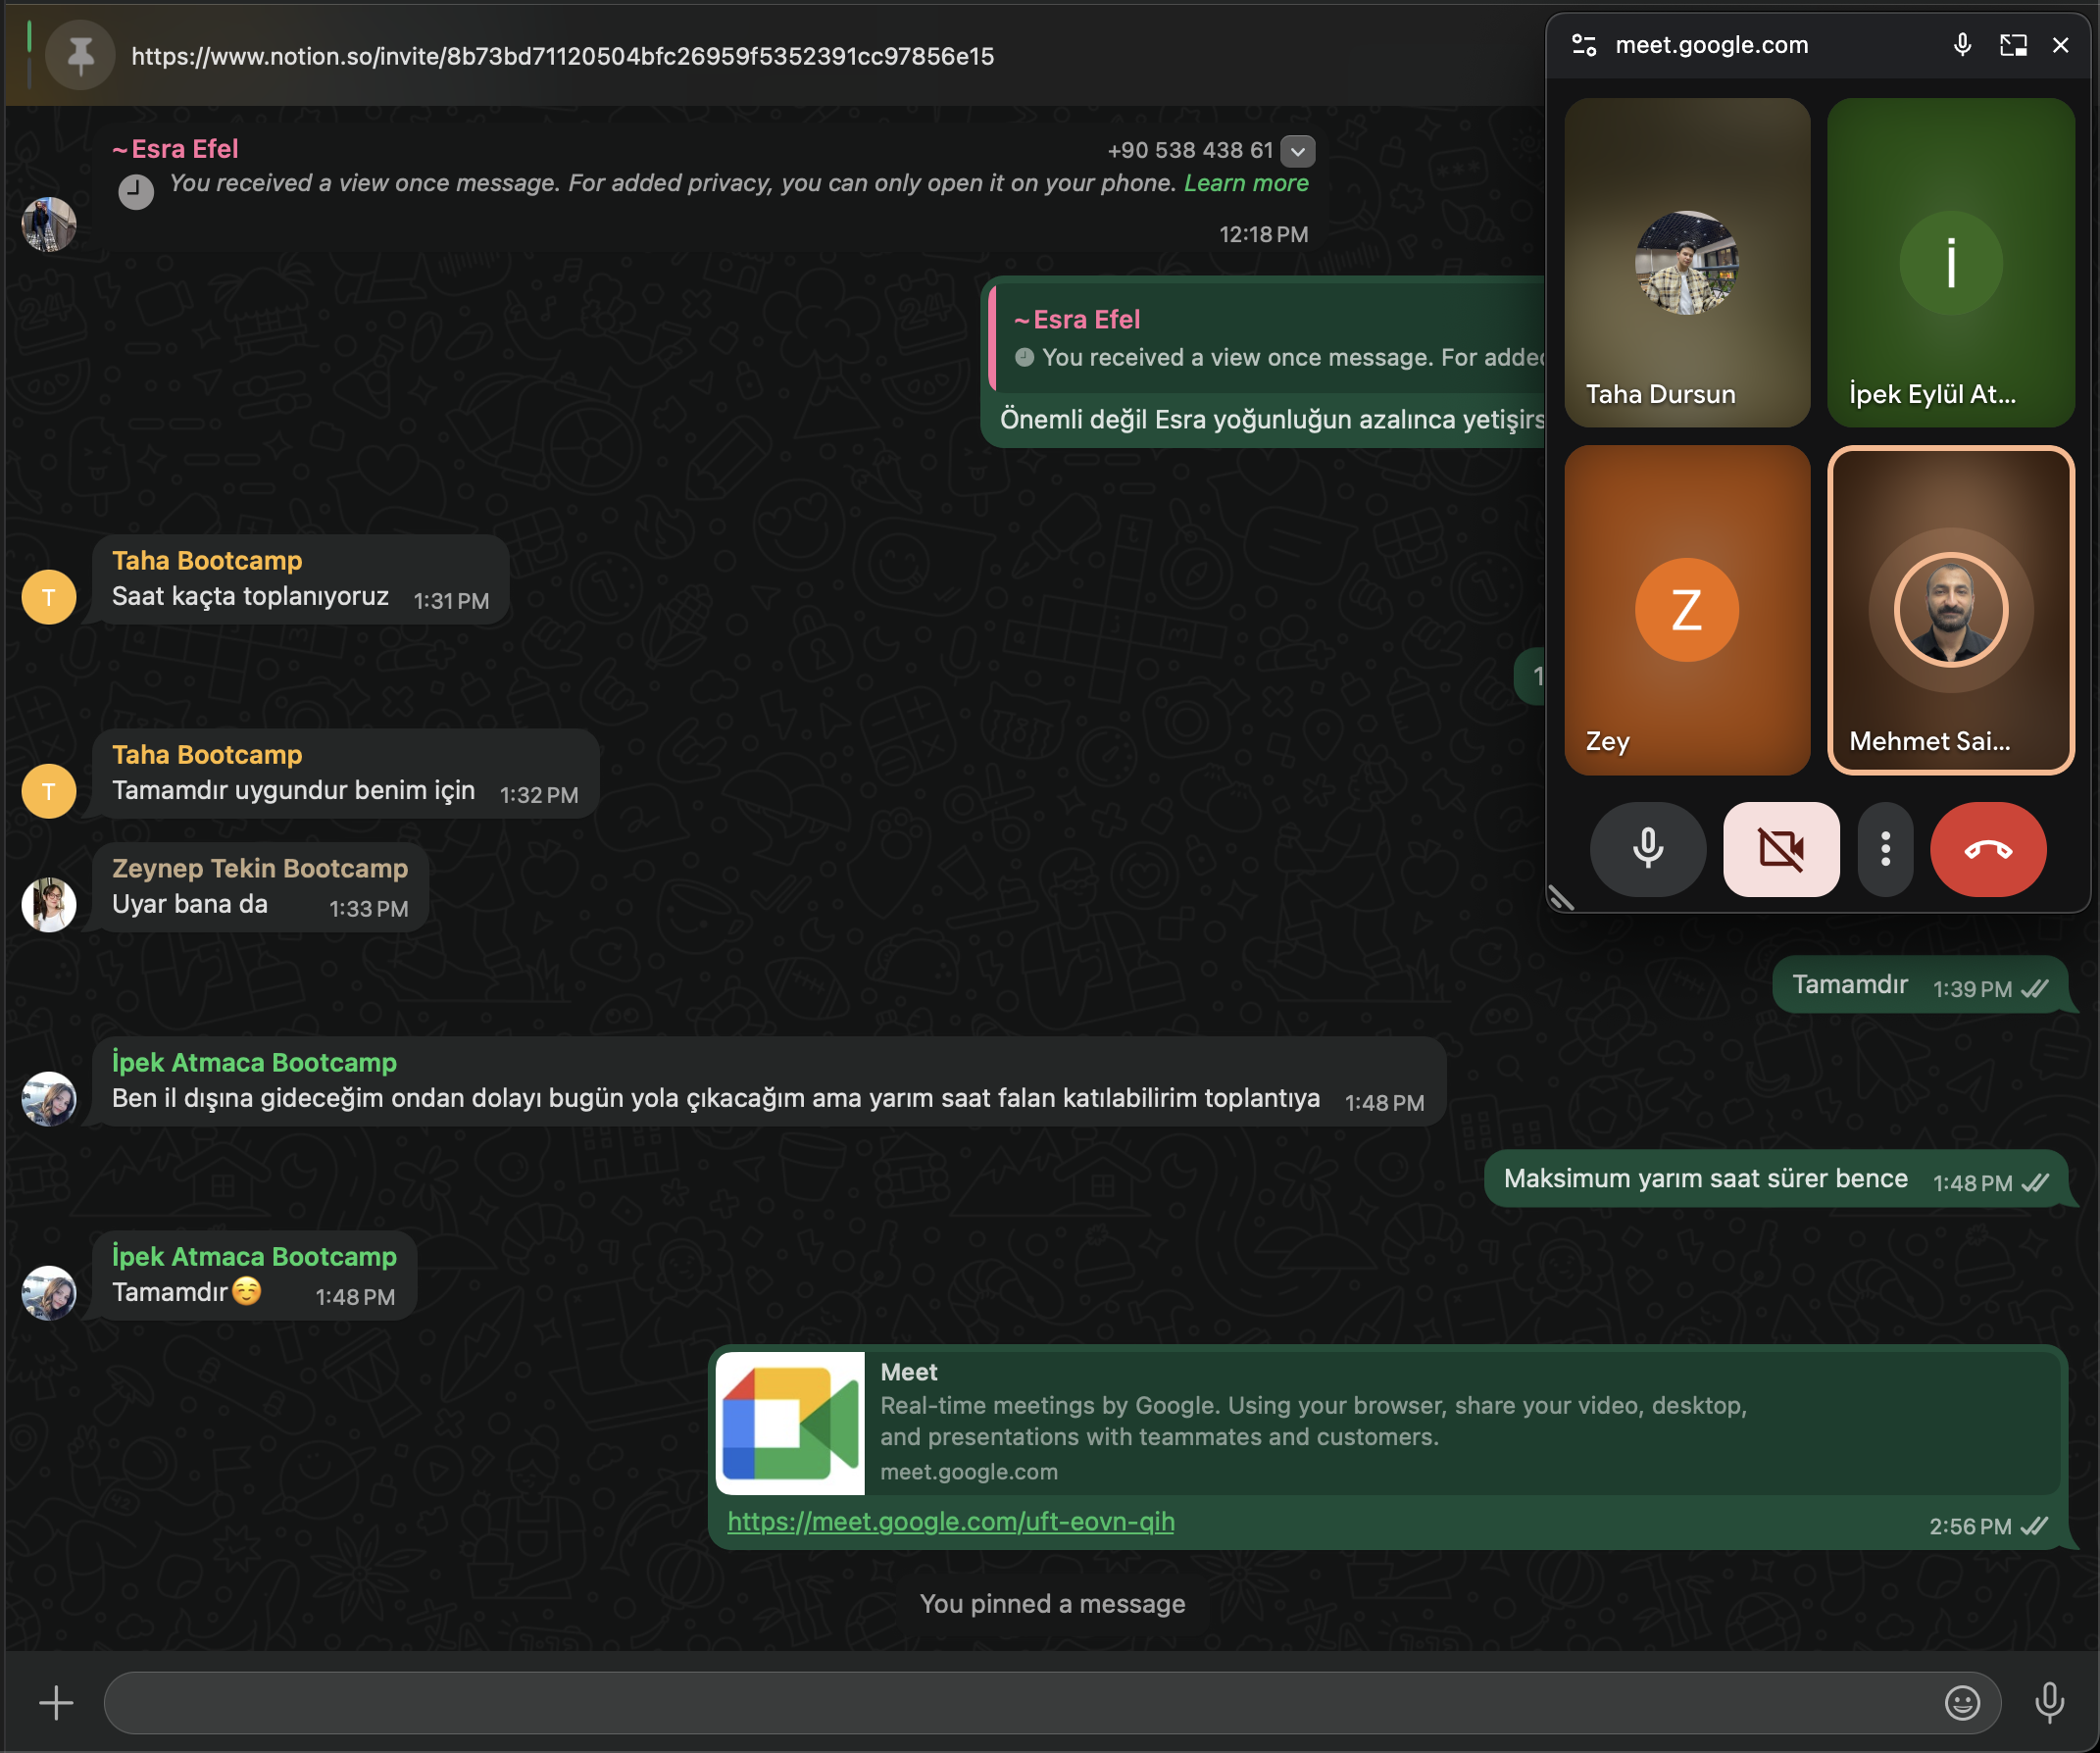 https://www.notion.so/invite/8b73bd71120504bfc26959f5352391cc97856e15
~Esra Efel
+90 538 438 61
You received a view once message. For added privacy, you can only open it on your phone. Learn more
12:18 PM
~Esra Efel
You received a view once message. For added
Önemli değil Esra yoğunluğun azalınca yetişirs
Taha Bootcamp
Saat kaçta toplanıyoruz 1:31 PM
1
Taha Bootcamp
Tamamdır uygundur benim için 1:32 PM
Zeynep Tekin Bootcamp
Uyar bana da 1:33 PM
Tamamdır 1:39 PM
İpek Atmaca Bootcamp
Ben il dışına gideceğim ondan dolayı bugün yola çıkacağım ama yarım saat falan katılabilirim toplantıya 1:48 PM
Maksimum yarım saat sürer bence 1:48 PM
İpek Atmaca Bootcamp
Tamamdır☺️ 1:48 PM
Meet
Real-time meetings by Google. Using your browser, share your video, desktop,
and presentations with teammates and customers.
meet.google.com
https://meet.google.com/uft-eovn-qih
2:56 PM
You pinned a message
T
T
meet.google.com
Taha Dursun
İ
İpek Eylül At...
Z
Zey
Mehmet Sai...